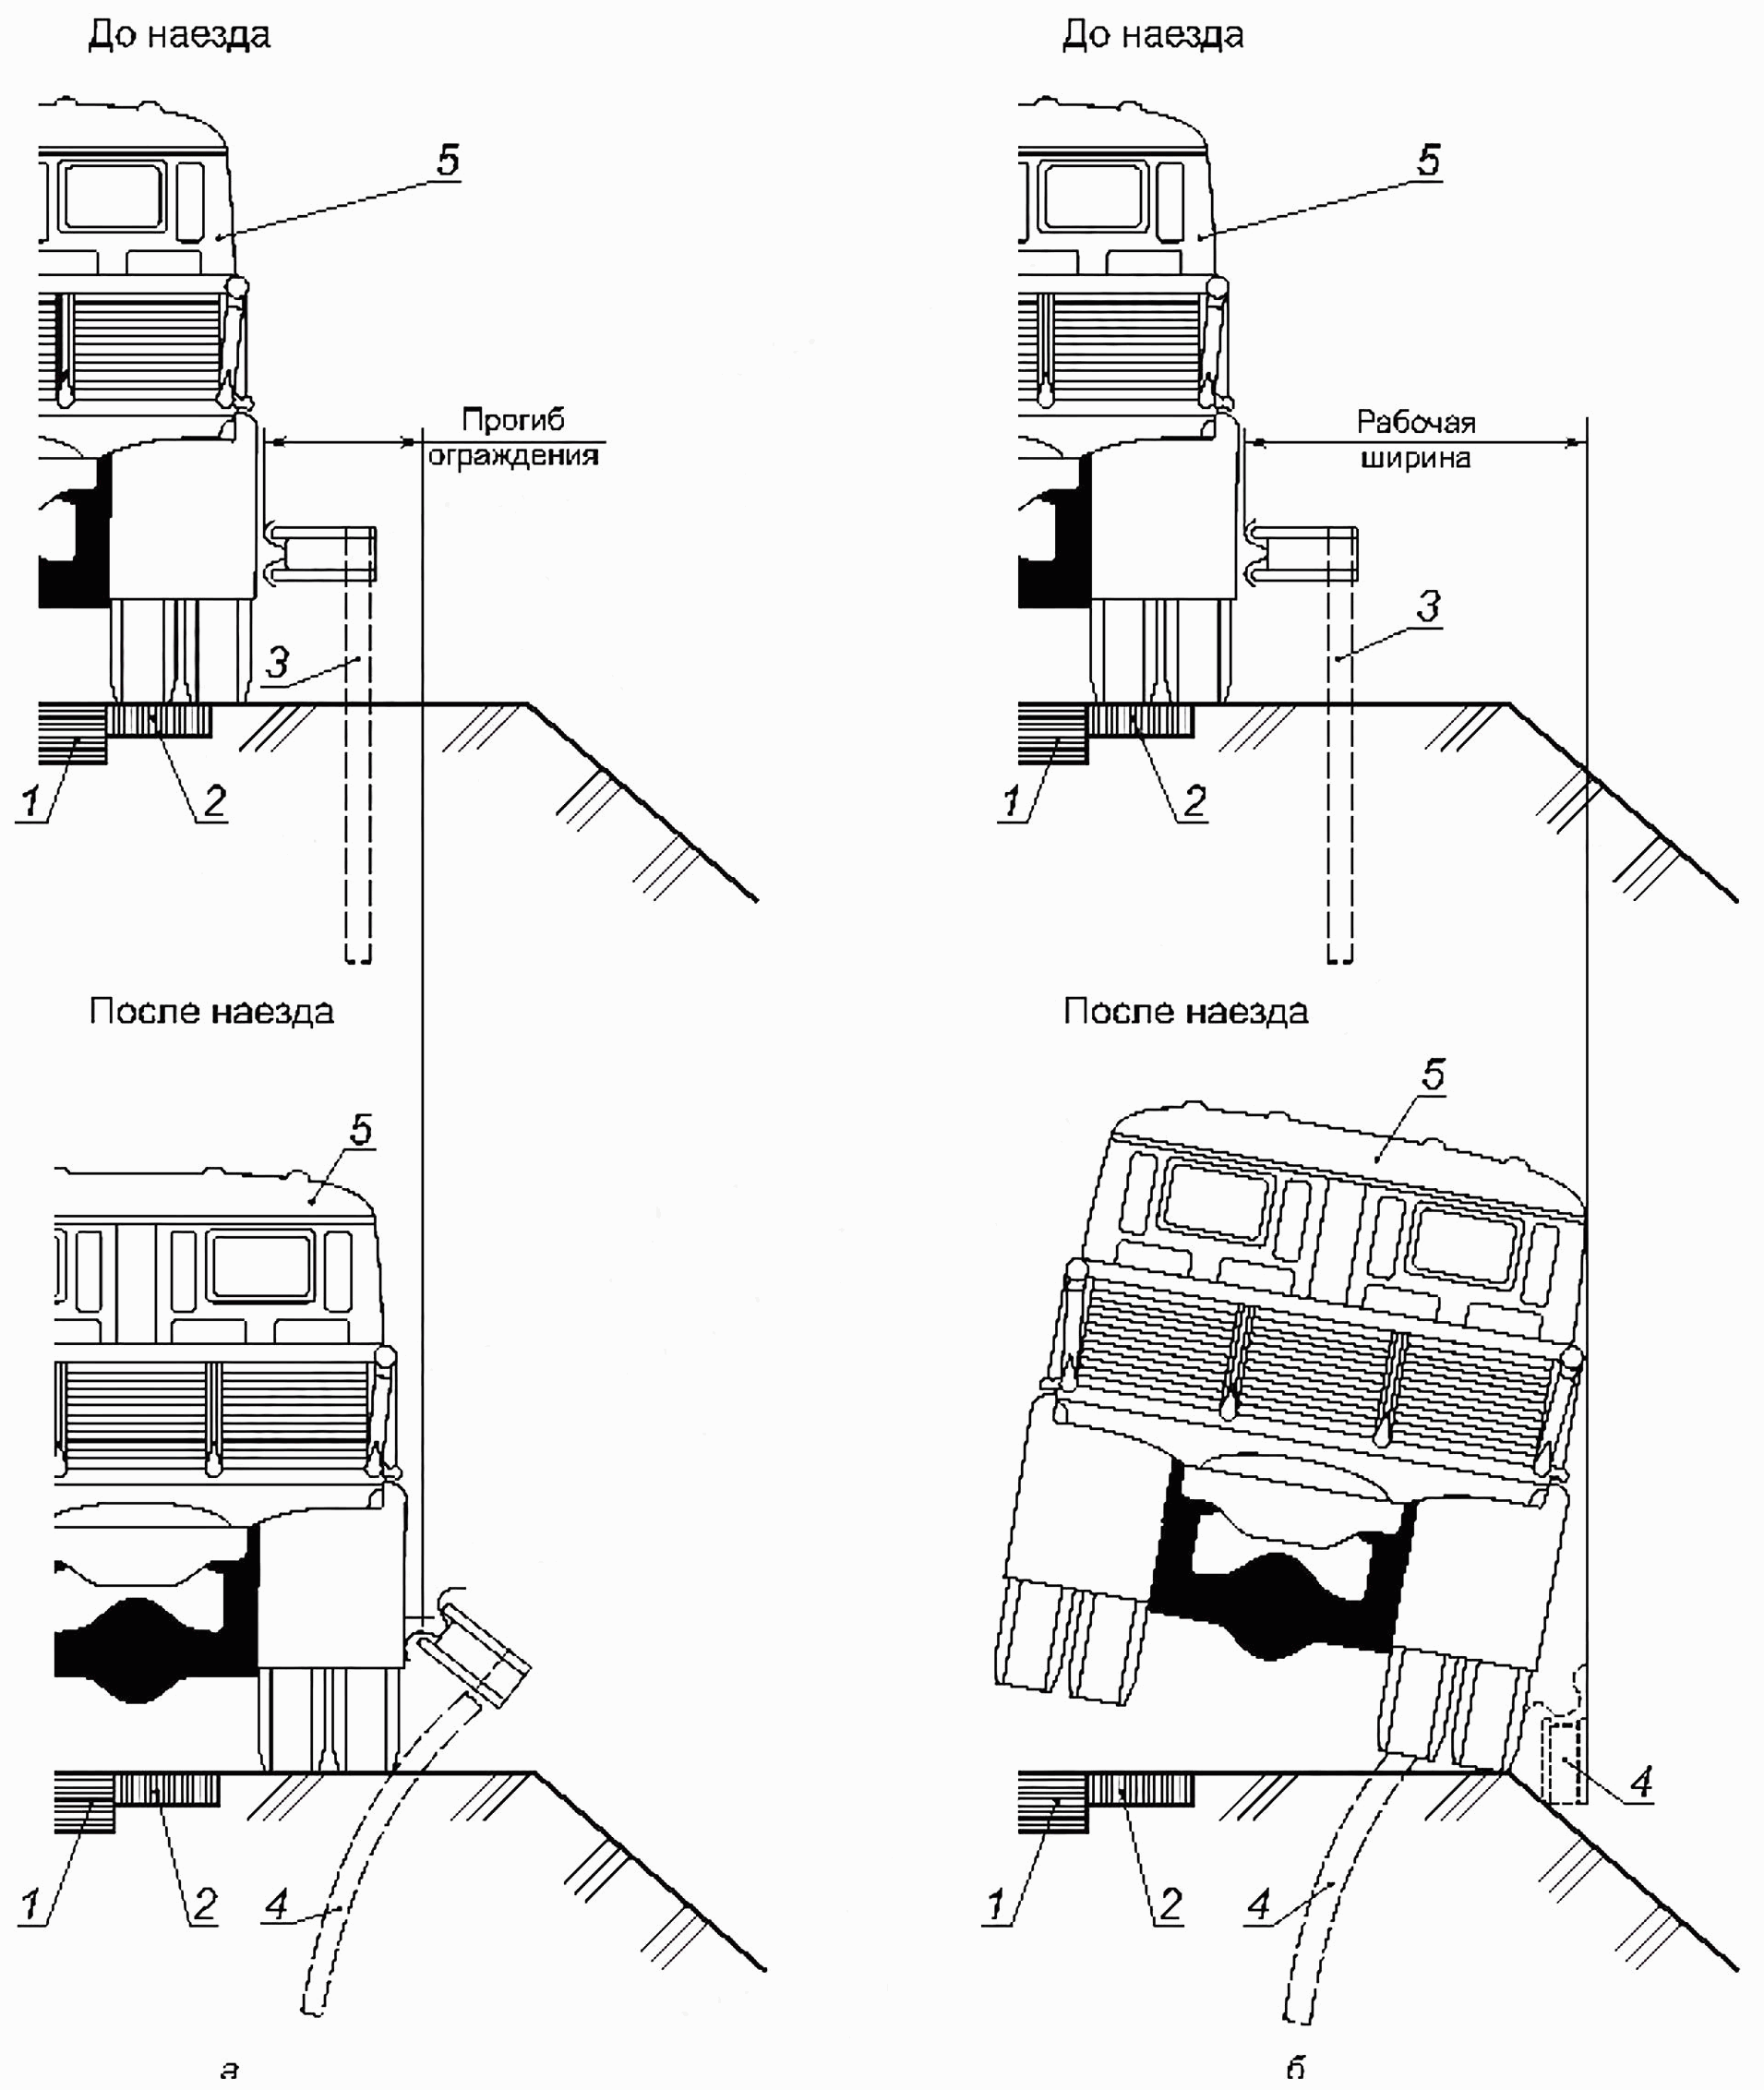 До наезда
До наезда
5
5
Прогиб
ограждения
Рабочая
ширина
3
3
1
2
1
2
После наезда
После наезда
5
5
4
1
2
4
1
2
4
а
б